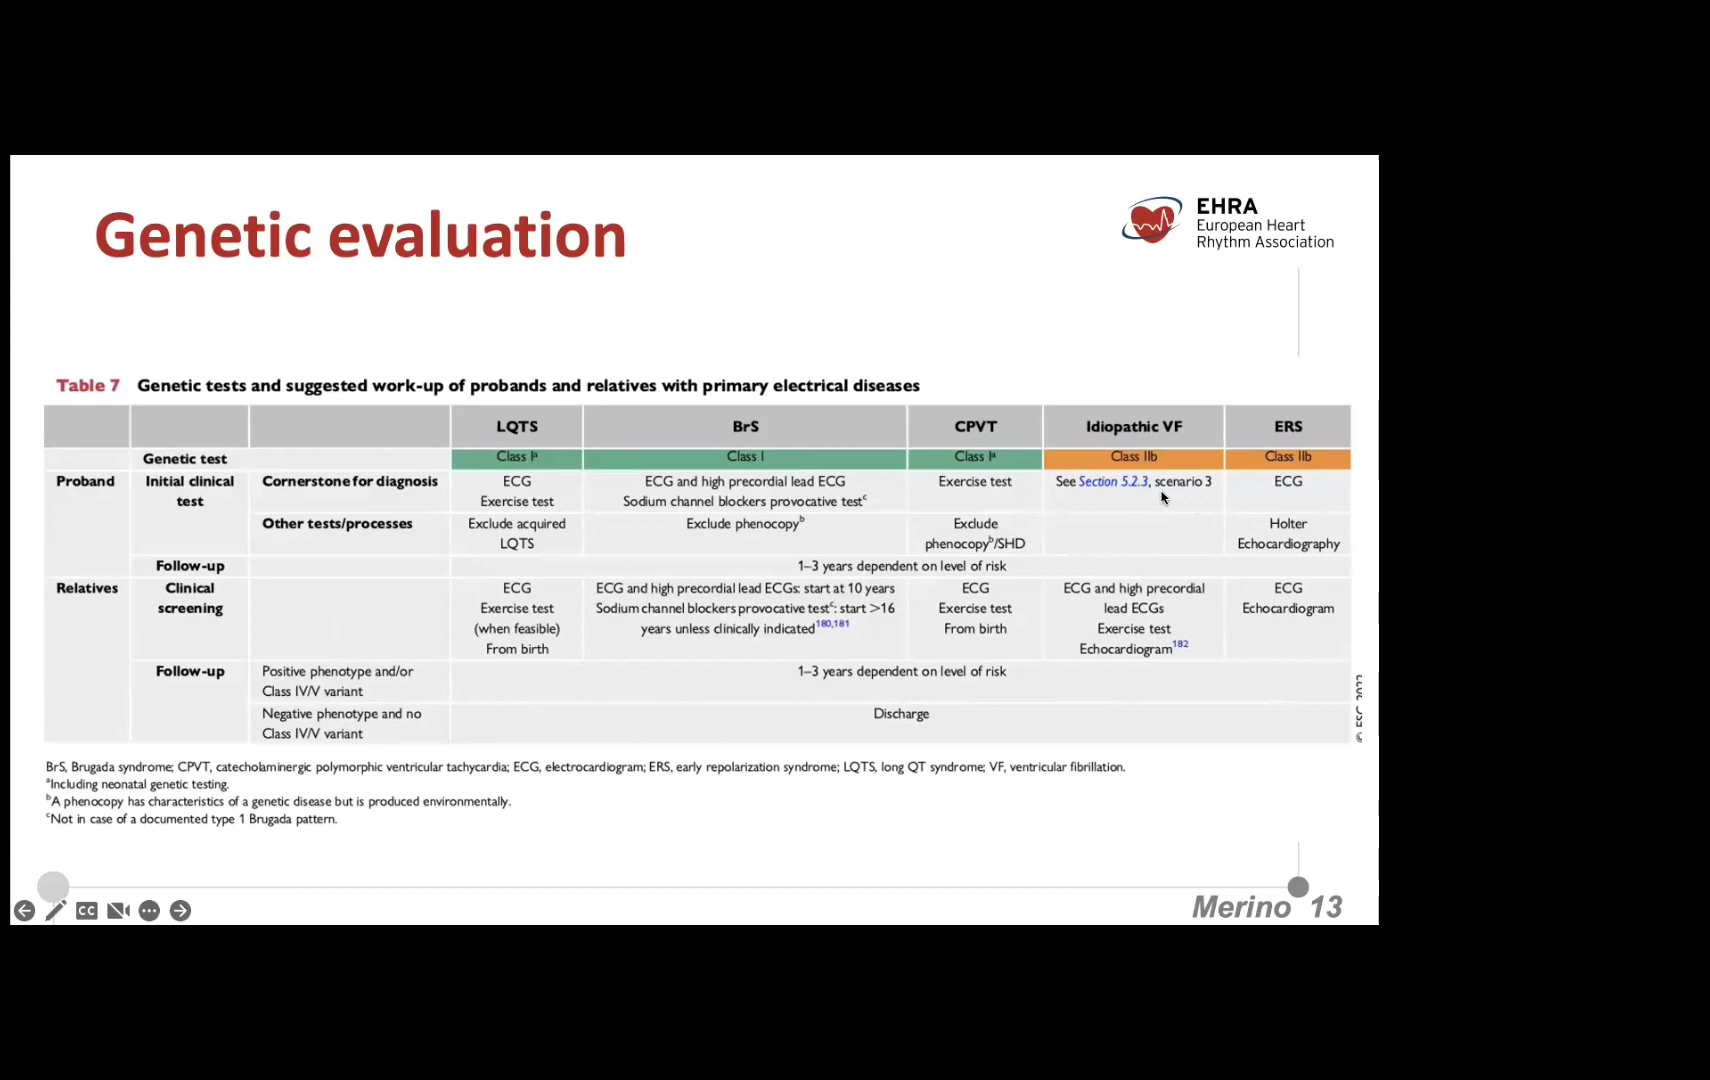 Genetic evaluation
EHRA
European Heart
Rhythm Association
Table 7 Genetic tests and suggested work-up of probands and relatives with primary electrical diseases
LQTS BrS CPVT Idiopathic VF ERS
Genetic test Class Iᵃ Class I Class Iᵃ Class IIb Class IIb
Proband Initial clinical Cornerstone for diagnosis ECG ECG and high precordial lead ECG Exercise test See Section 5.2.3, scenario 3 ECG
test Exercise test Sodium channel blockers provocative testᶜ
Other tests/processes Exclude acquired Exclude phenocopyᵇ Exclude Holter
LQTS phenocopyᵇ/SHD Echocardiography
Follow-up 1–3 years dependent on level of risk
Relatives Clinical ECG ECG and high precordial lead ECGs: start at 10 years ECG ECG and high precordial ECG
screening Exercise test Sodium channel blockers provocative testᶜ: start >16 Exercise test lead ECGs Echocardiogram
(when feasible) years unless clinically indicated¹⁸⁰,¹⁸¹ From birth Exercise test
From birth Echocardiogram¹⁸²
Follow-up Positive phenotype and/or 1–3 years dependent on level of risk
Class IV/V variant
Negative phenotype and no Discharge
Class IV/V variant
© ESC 2022
BrS, Brugada syndrome; CPVT, catecholaminergic polymorphic ventricular tachycardia; ECG, electrocardiogram; ERS, early repolarization syndrome; LQTS, long QT syndrome; VF, ventricular fibrillation.
ᵃIncluding neonatal genetic testing.
ᵇA phenocopy has characteristics of a genetic disease but is produced environmentally.
ᶜNot in case of a documented type 1 Brugada pattern.
CC
Merino 13